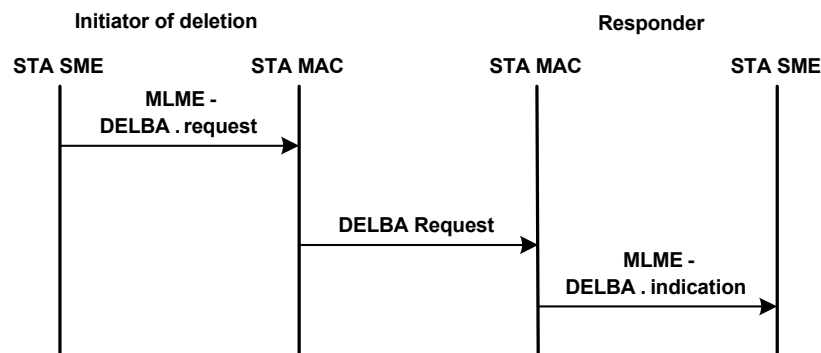 Initiator of deletion
Responder
STA SME
STA MAC
STA MAC
STA SME
MLME -
DELBA . request
DELBA Request
MLME -
DELBA . indication